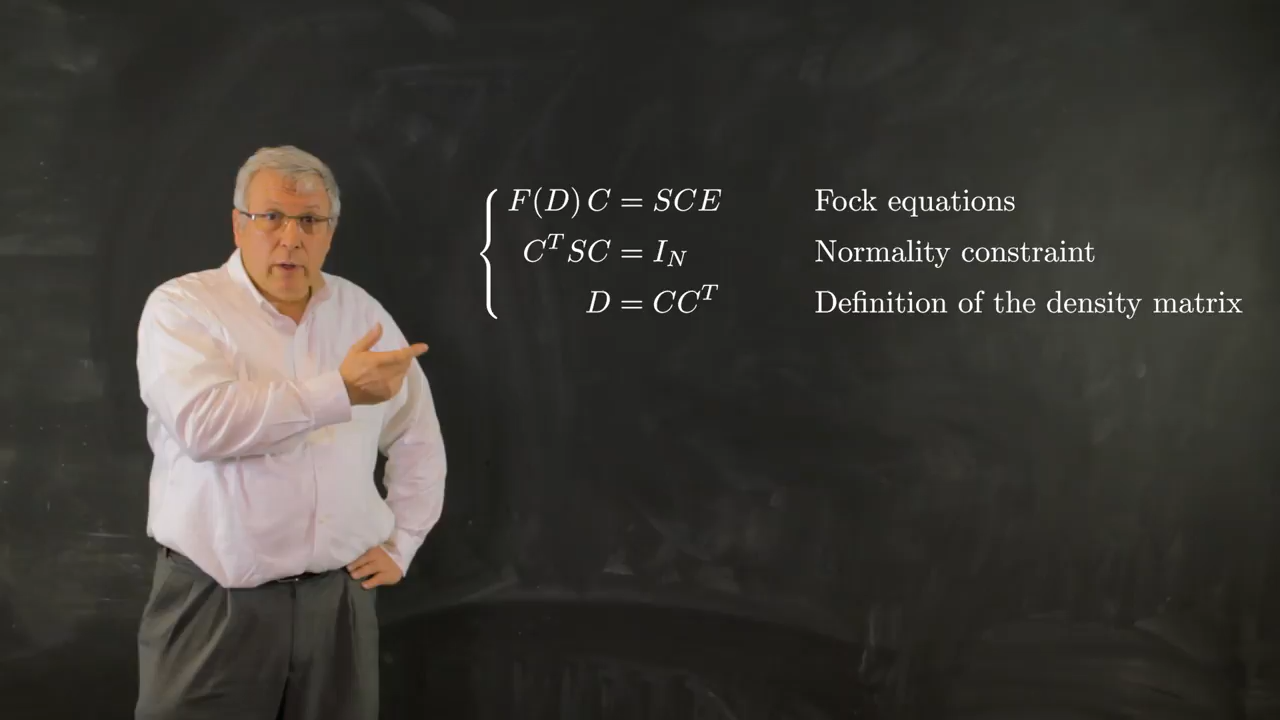 F(D) C = SCE Fock equations
C^T SC = I_N Normality constraint
D = CC^T Definition of the density matrix